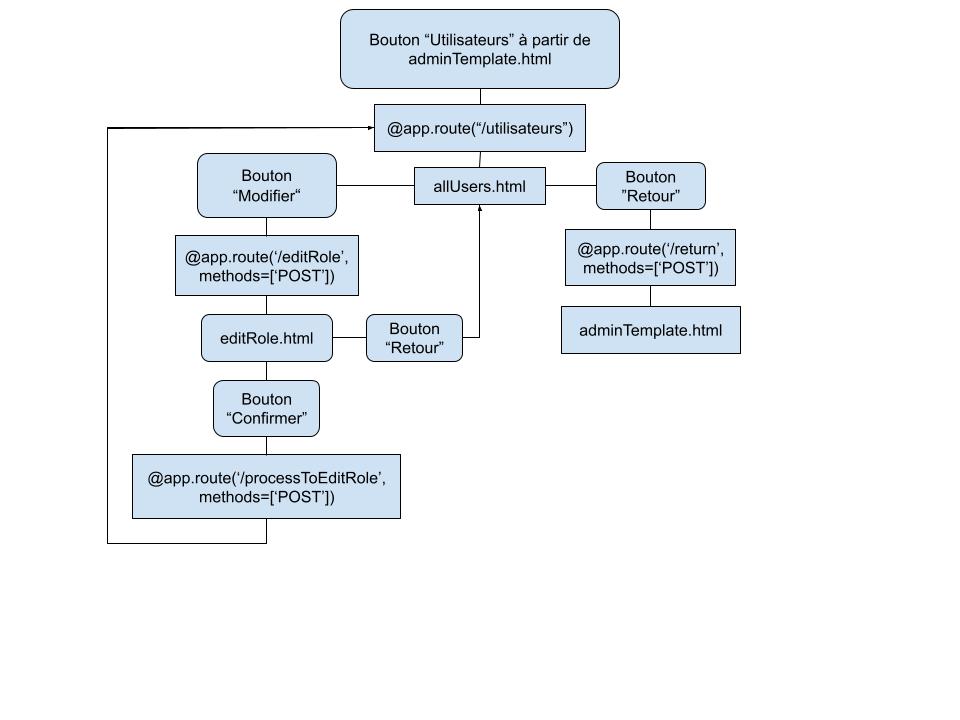 Bouton “Utilisateurs” à partir de
adminTemplate.html
@app.route(“/utilisateurs”)
Bouton
“Modifier“
allUsers.html
Bouton
”Retour”
@app.route(‘/editRole’,
methods=[‘POST’])
@app.route(‘/return’,
methods=[‘POST’])
editRole.html
Bouton
“Retour”
adminTemplate.html
Bouton
“Confirmer”
@app.route(‘/processToEditRole’,
methods=[‘POST’])